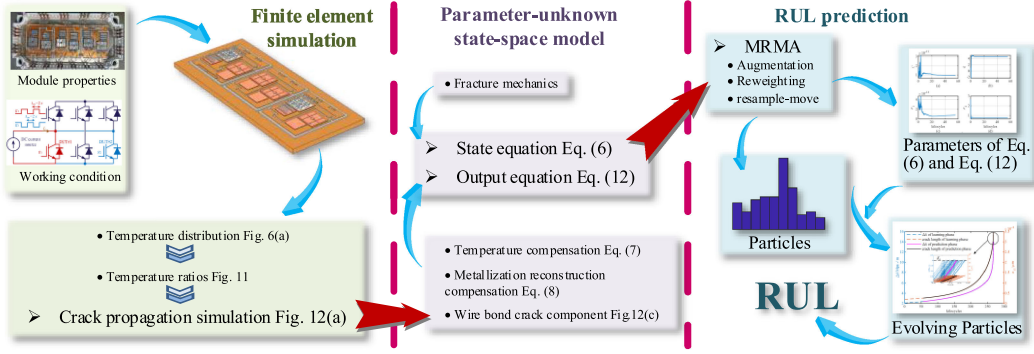 Finite element
simulation
Module properties
Working condition
• Temperature distribution Fig. 6(a)
• Temperature ratios Fig. 11
➢ Crack propagation simulation Fig. 12(a)
Parameter-unknown
state-space model
• Fracture mechanics
➢ State equation Eq. (6)
➢ Output equation Eq. (12)
• Temperature compensation Eq. (7)
• Metallization reconstruction
compensation Eq. (8)
• Wire bond crack component Fig.12(c)
RUL prediction
➢ MRMA
• Augmentation
• Reweighting
• resample-move
Particles
Parameters of Eq.
(6) and Eq. (12)
Evolving Particles
RUL